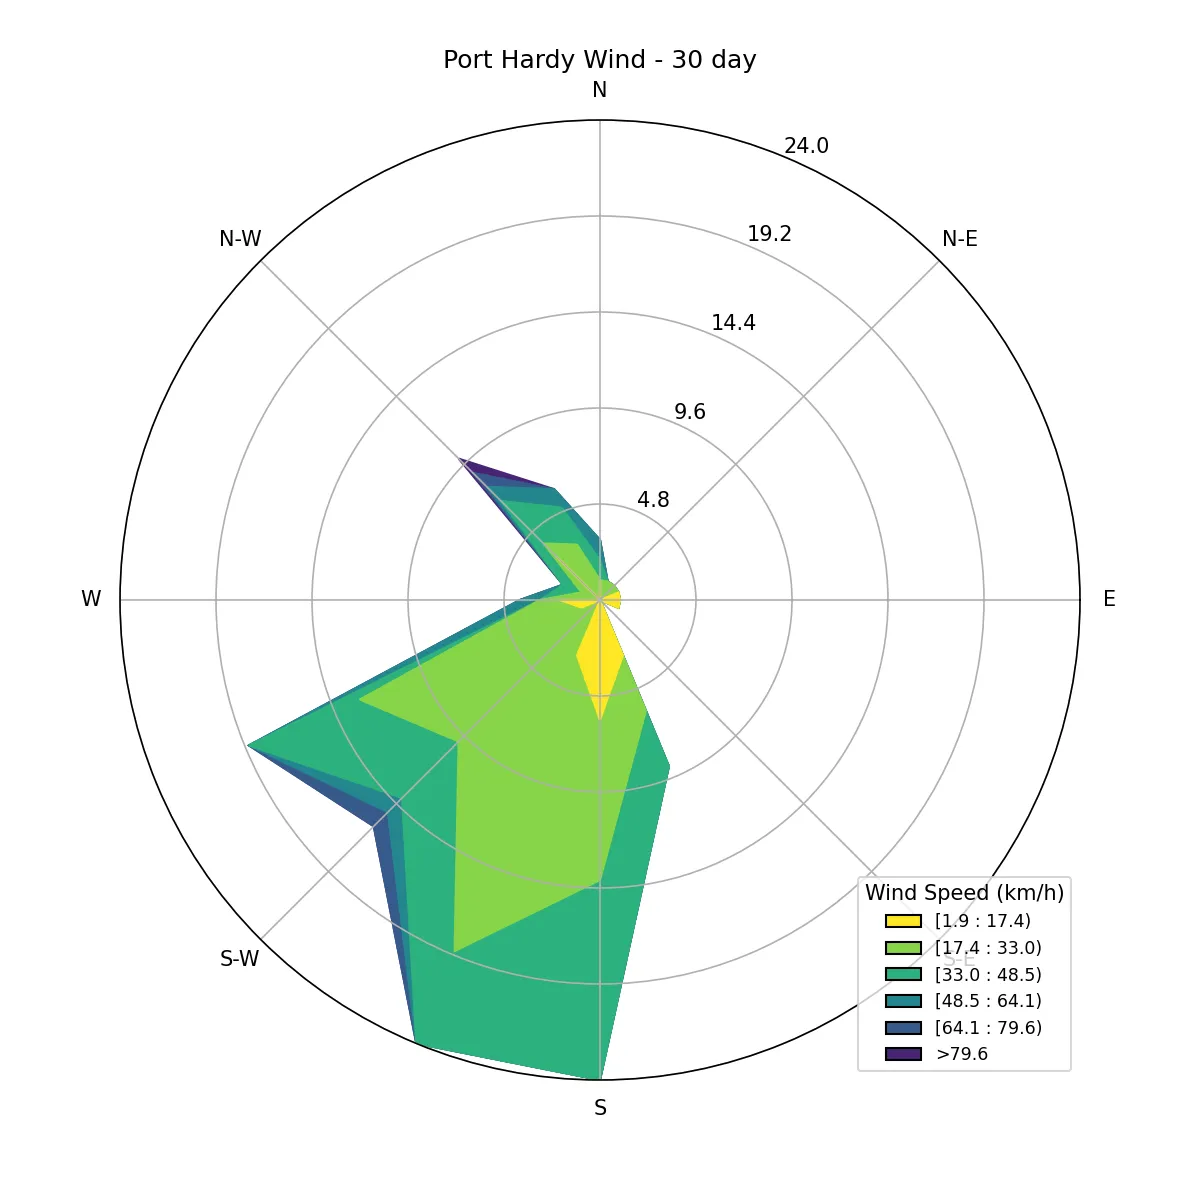 Port Hardy Wind - 30 day
N
24.0
N-W
19.2
N-E
14.4
9.6
4.8
W
E
Wind Speed (km/h)
[1.9 : 17.4)
[17.4 : 33.0)
S-W
S-E
[33.0 : 48.5)
[48.5 : 64.1)
[64.1 : 79.6)
>79.6
S